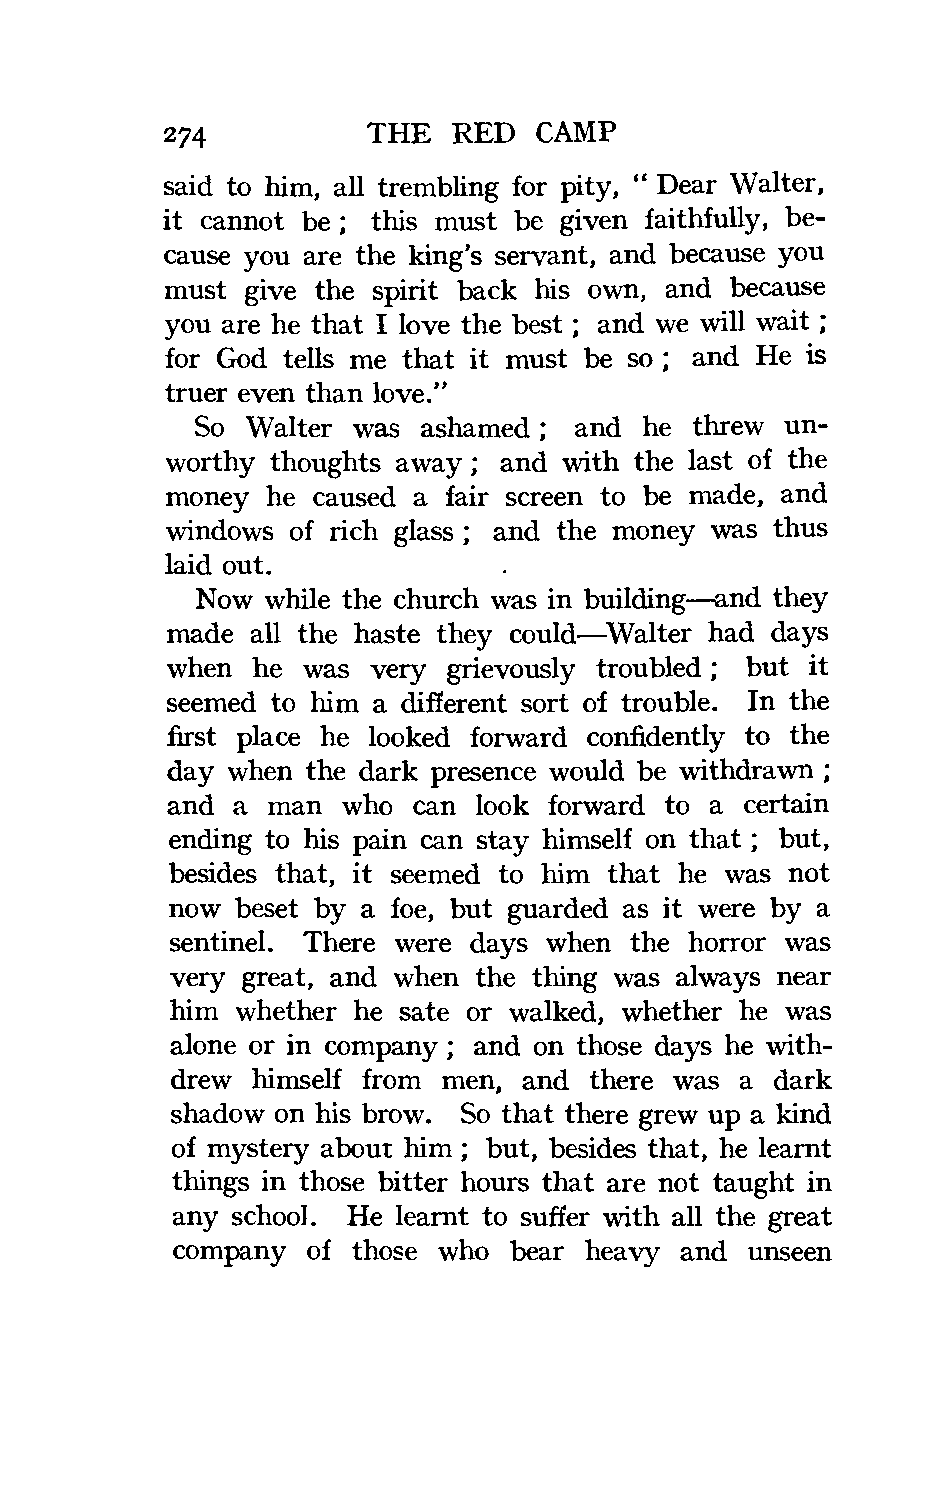 274 THE RED CAMP
said to him, all trembling for pity, “ Dear Walter,
it cannot be ; this must be given faithfully, be-
cause you are the king's servant, and because you
must give the spirit back his own, and because
you are he that I love the best ; and we will wait ;
for God tells me that it must be so ; and He is
truer even than love.”
So Walter was ashamed ; and he threw un-
worthy thoughts away ; and with the last of the
money he caused a fair screen to be made, and
windows of rich glass ; and the money was thus
laid out.
Now while the church was in building—and they
made all the haste they could—Walter had days
when he was very grievously troubled ; but it
seemed to him a different sort of trouble. In the
first place he looked forward confidently to the
day when the dark presence would be withdrawn ;
and a man who can look forward to a certain
ending to his pain can stay himself on that ; but,
besides that, it seemed to him that he was not
now beset by a foe, but guarded as it were by a
sentinel. There were days when the horror was
very great, and when the thing was always near
him whether he sate or walked, whether he was
alone or in company ; and on those days he with-
drew himself from men, and there was a dark
shadow on his brow. So that there grew up a kind
of mystery about him ; but, besides that, he learnt
things in those bitter hours that are not taught in
any school. He learnt to suffer with all the great
company of those who bear heavy and unseen